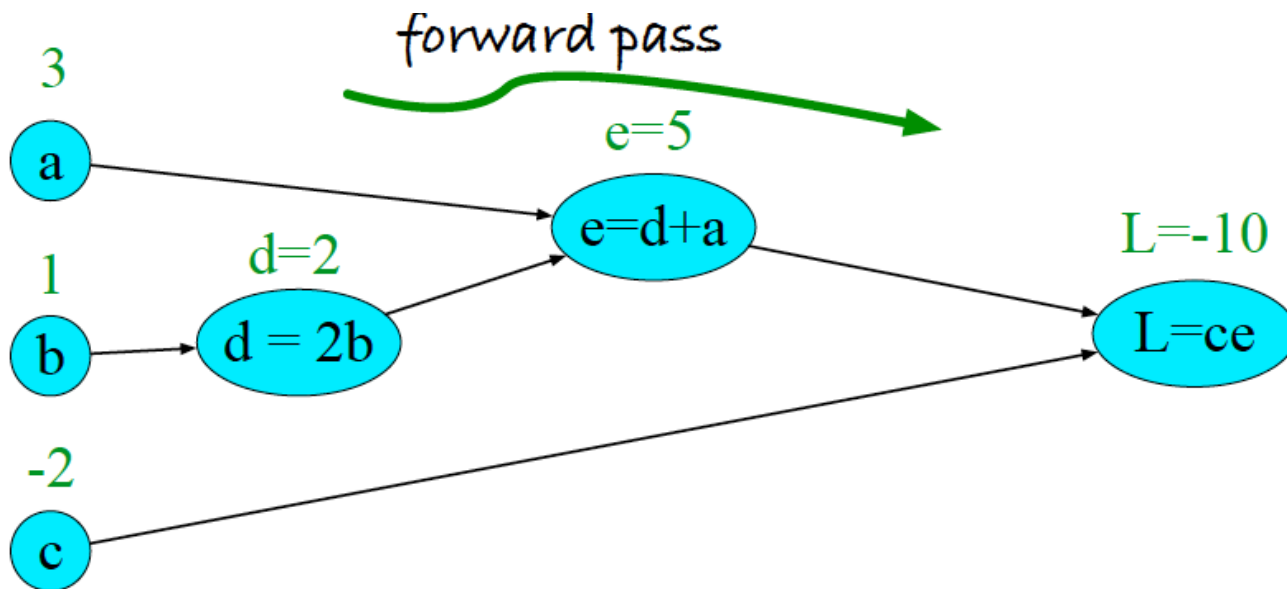 forward pass
3
a
e=5
e=d+a
1
b
d=2
d = 2b
L=-10
L=ce
-2
c